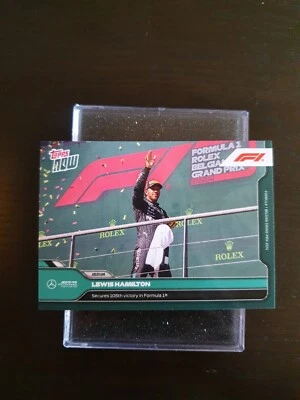 topps
NOW
FORMULA 1
ROLEX
BELGIAN
GRAND PRIX
F1
ROLEX
ROLEX
LEWIS HAMILTON
Secures 105th victory in Formula 1®